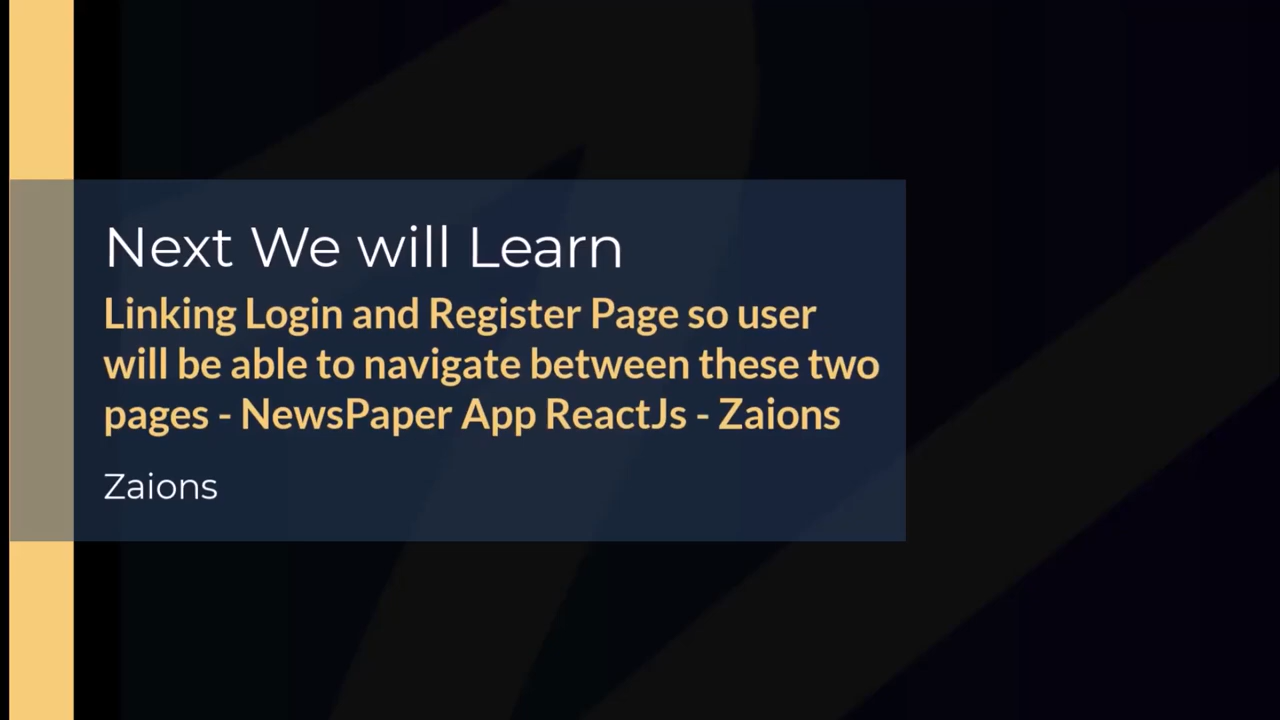 Next We will Learn
Linking Login and Register Page so user
will be able to navigate between these two
pages - NewsPaper App ReactJs - Zaions
Zaions